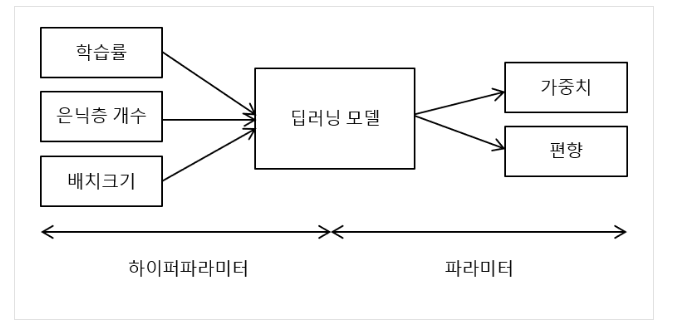 학습률
은닉층 개수
배치크기
딥러닝 모델
가중치
편향
하이퍼파라미터
파라미터